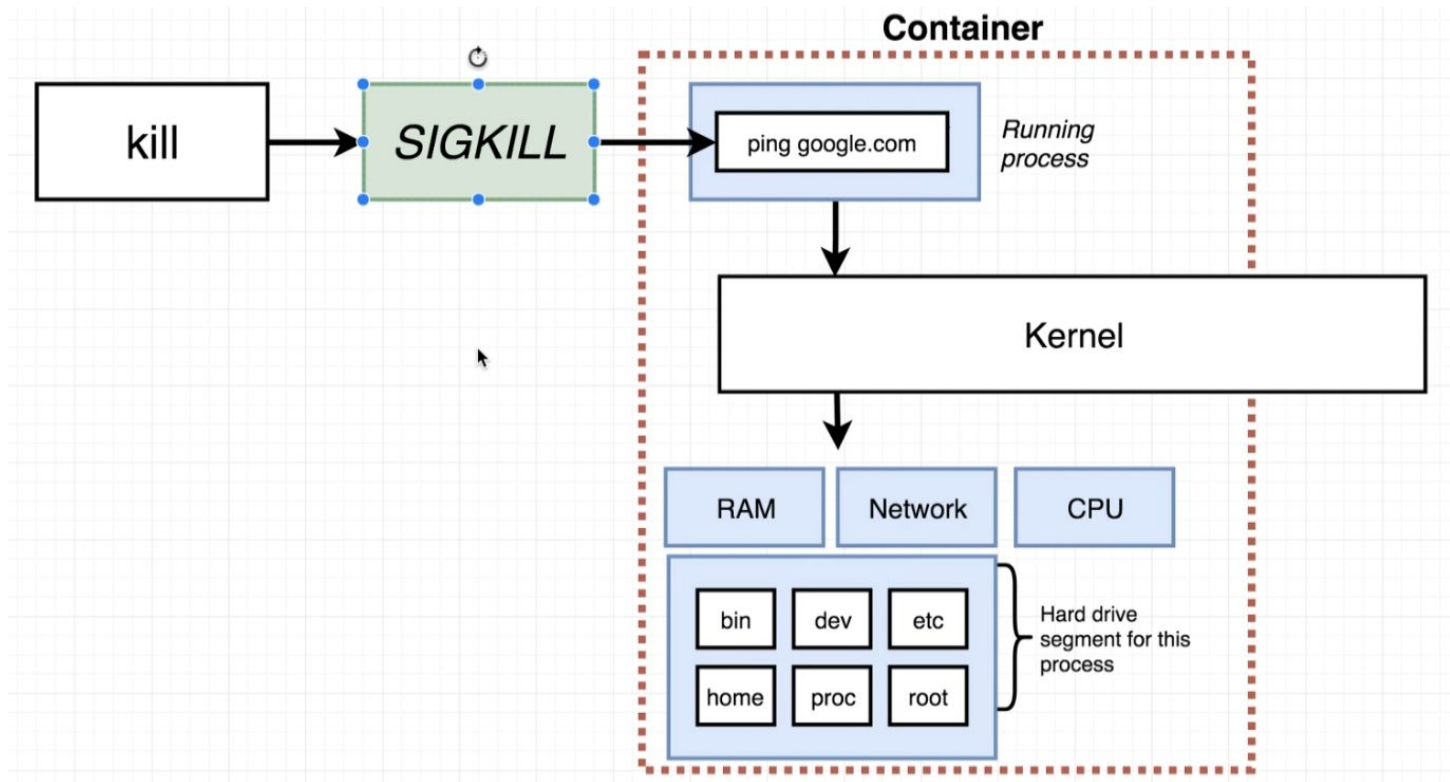 Container
kill
SIGKILL
ping google.com
Running
process
Kernel
RAM
Network
CPU
bin
dev
etc
home
proc
root
Hard drive
segment for this
process